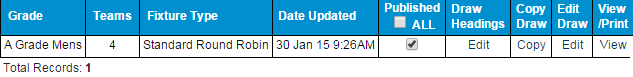 Grade Teams Fixture Type Date Updated Published ALL Draw Headings Copy Draw Edit Draw View /Print
A Grade Mens 4 Standard Round Robin 30 Jan 15 9:26AM Edit Copy Edit View
Total Records: 1